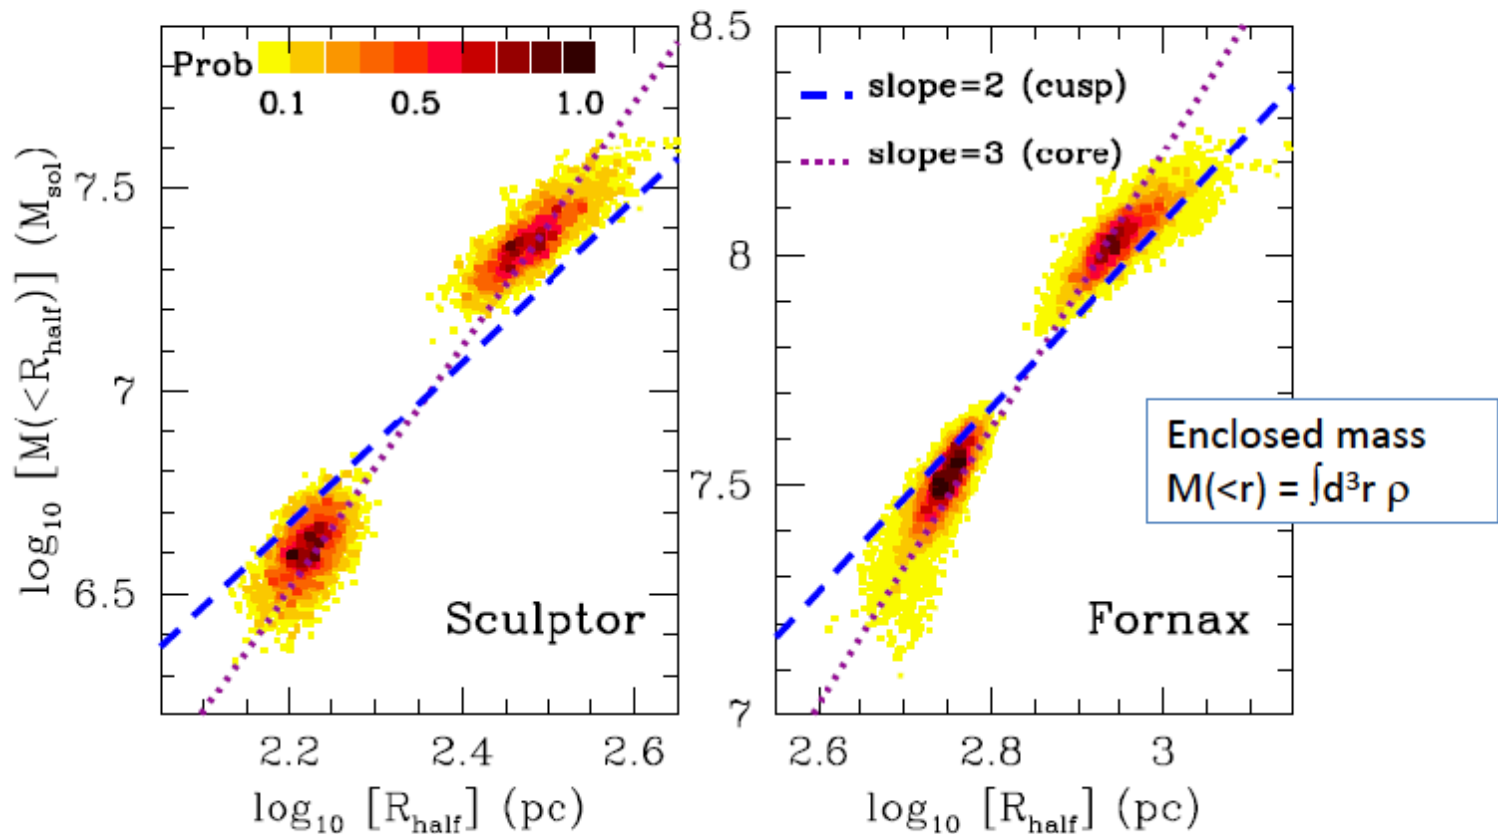 Prob
0.1 0.5 1.0
7.5
7
6.5
log₁₀ [M(<R_half)] (M_sol)
Sculptor
2.2 2.4 2.6
log₁₀ [R_half] (pc)
8.5
8
7.5
7
slope=2 (cusp)
slope=3 (core)
Enclosed mass
M(<r) = ∫d³r ρ
Fornax
2.6 2.8 3
log₁₀ [R_half] (pc)